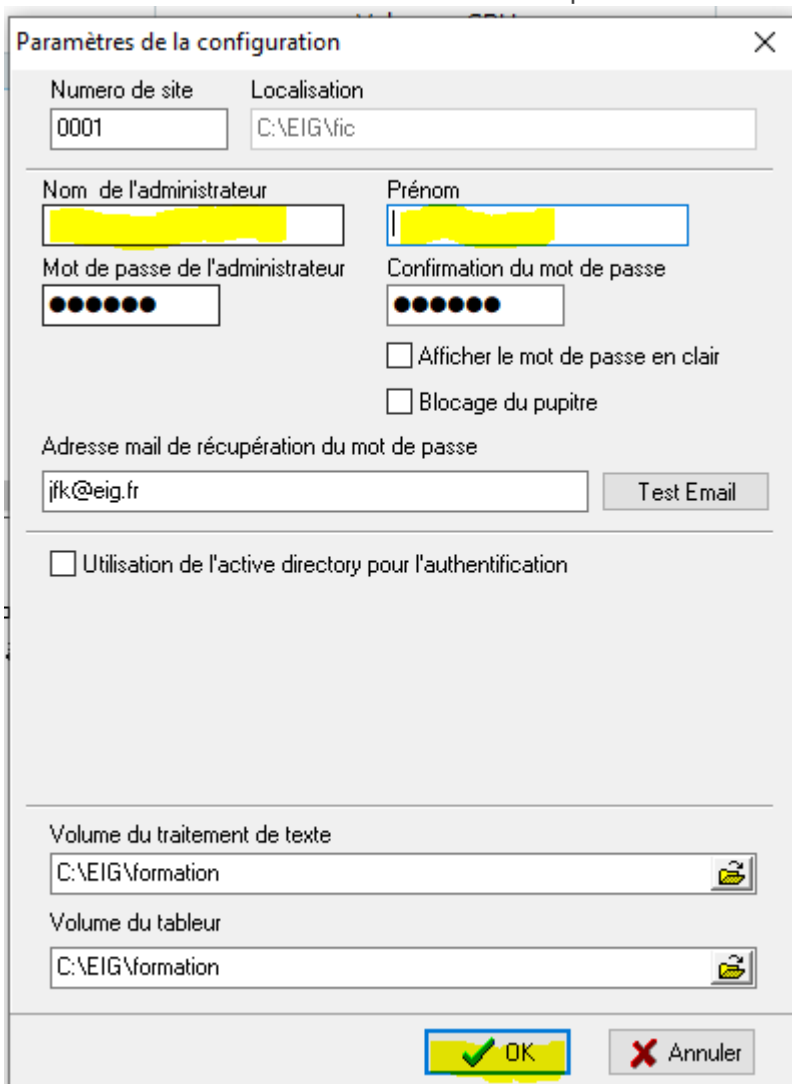 Paramètres de la configuration
Numero de site Localisation
0001 C:\EIG\fic
Nom de l'administrateur Prénom
Mot de passe de l'administrateur Confirmation du mot de passe
●●●●●● ●●●●●●
Afficher le mot de passe en clair
Blocage du pupitre
Adresse mail de récupération du mot de passe
jfk@eig.fr Test Email
Utilisation de l'active directory pour l'authentification
Volume du traitement de texte
C:\EIG\formation
Volume du tableur
C:\EIG\formation
OK Annuler